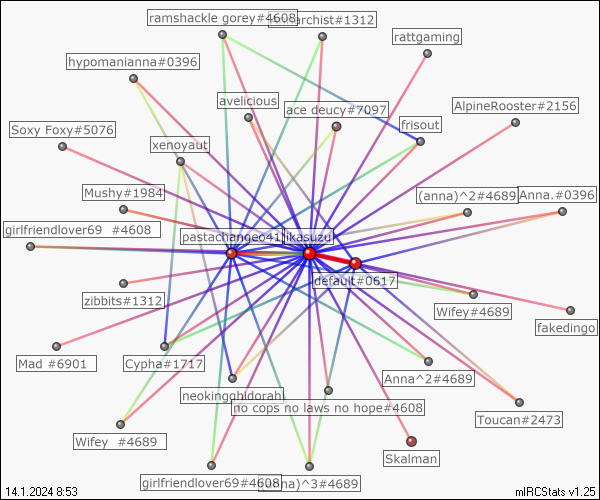 ramshackle gorey#4608
archist#1312
rattgaming
hypomanianna#0396
avelicious
ace deucy#7097
AlpineRooster#2156
frisout
Soxy Foxy#5076
xenoyaut
Mushy#1984
(anna)^2#4689
Anna.#0396
girlfriendlover69 #4608
pastachangeo41
ikasuzu
default#0617
zibbits#1312
Wifey#4689
fakedingo
Mad #6901
Cypha#1717
Anna^2#4689
neokingghidorah
no cops no laws no hope#4608
Toucan#2473
Wifey #4689
Skalman
girlfriendlover69#4608
nna)^3#4689
14.1.2024 8:53
mIRCStats v1.25